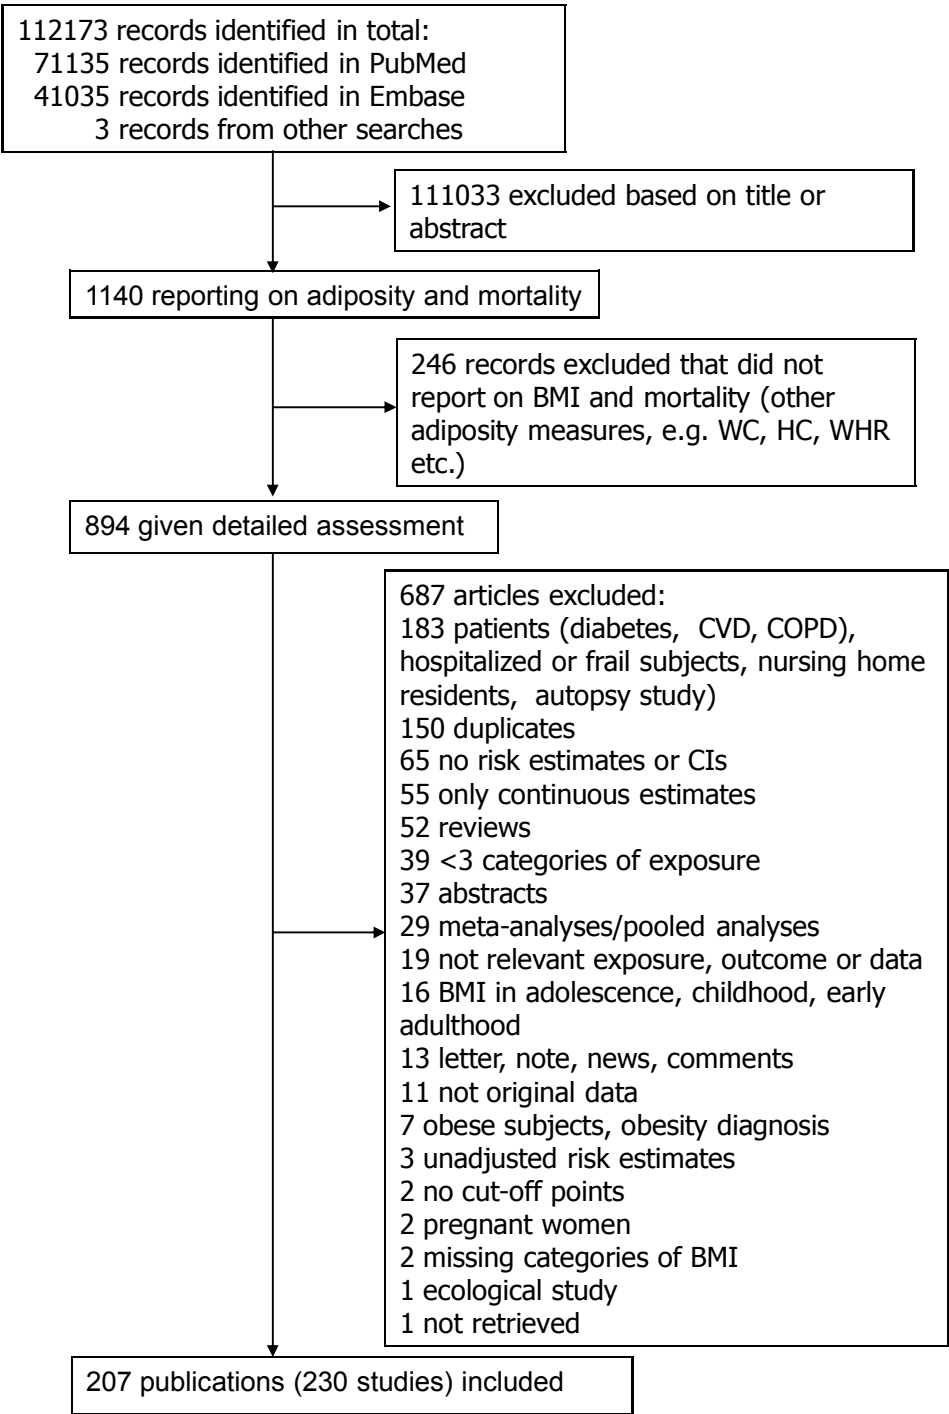 112173 records identified in total:
71135 records identified in PubMed
41035 records identified in Embase
3 records from other searches
111033 excluded based on title or
abstract
1140 reporting on adiposity and mortality
246 records excluded that did not
report on BMI and mortality (other
adiposity measures, e.g. WC, HC, WHR
etc.)
894 given detailed assessment
687 articles excluded:
183 patients (diabetes,  CVD, COPD),
hospitalized or frail subjects, nursing home
residents,  autopsy study)
150 duplicates
65 no risk estimates or CIs
55 only continuous estimates
52 reviews
39 <3 categories of exposure
37 abstracts
29 meta-analyses/pooled analyses
19 not relevant exposure, outcome or data
16 BMI in adolescence, childhood, early
adulthood
13 letter, note, news, comments
11 not original data
7 obese subjects, obesity diagnosis
3 unadjusted risk estimates
2 no cut-off points
2 pregnant women
2 missing categories of BMI
1 ecological study
1 not retrieved
207 publications (230 studies) included